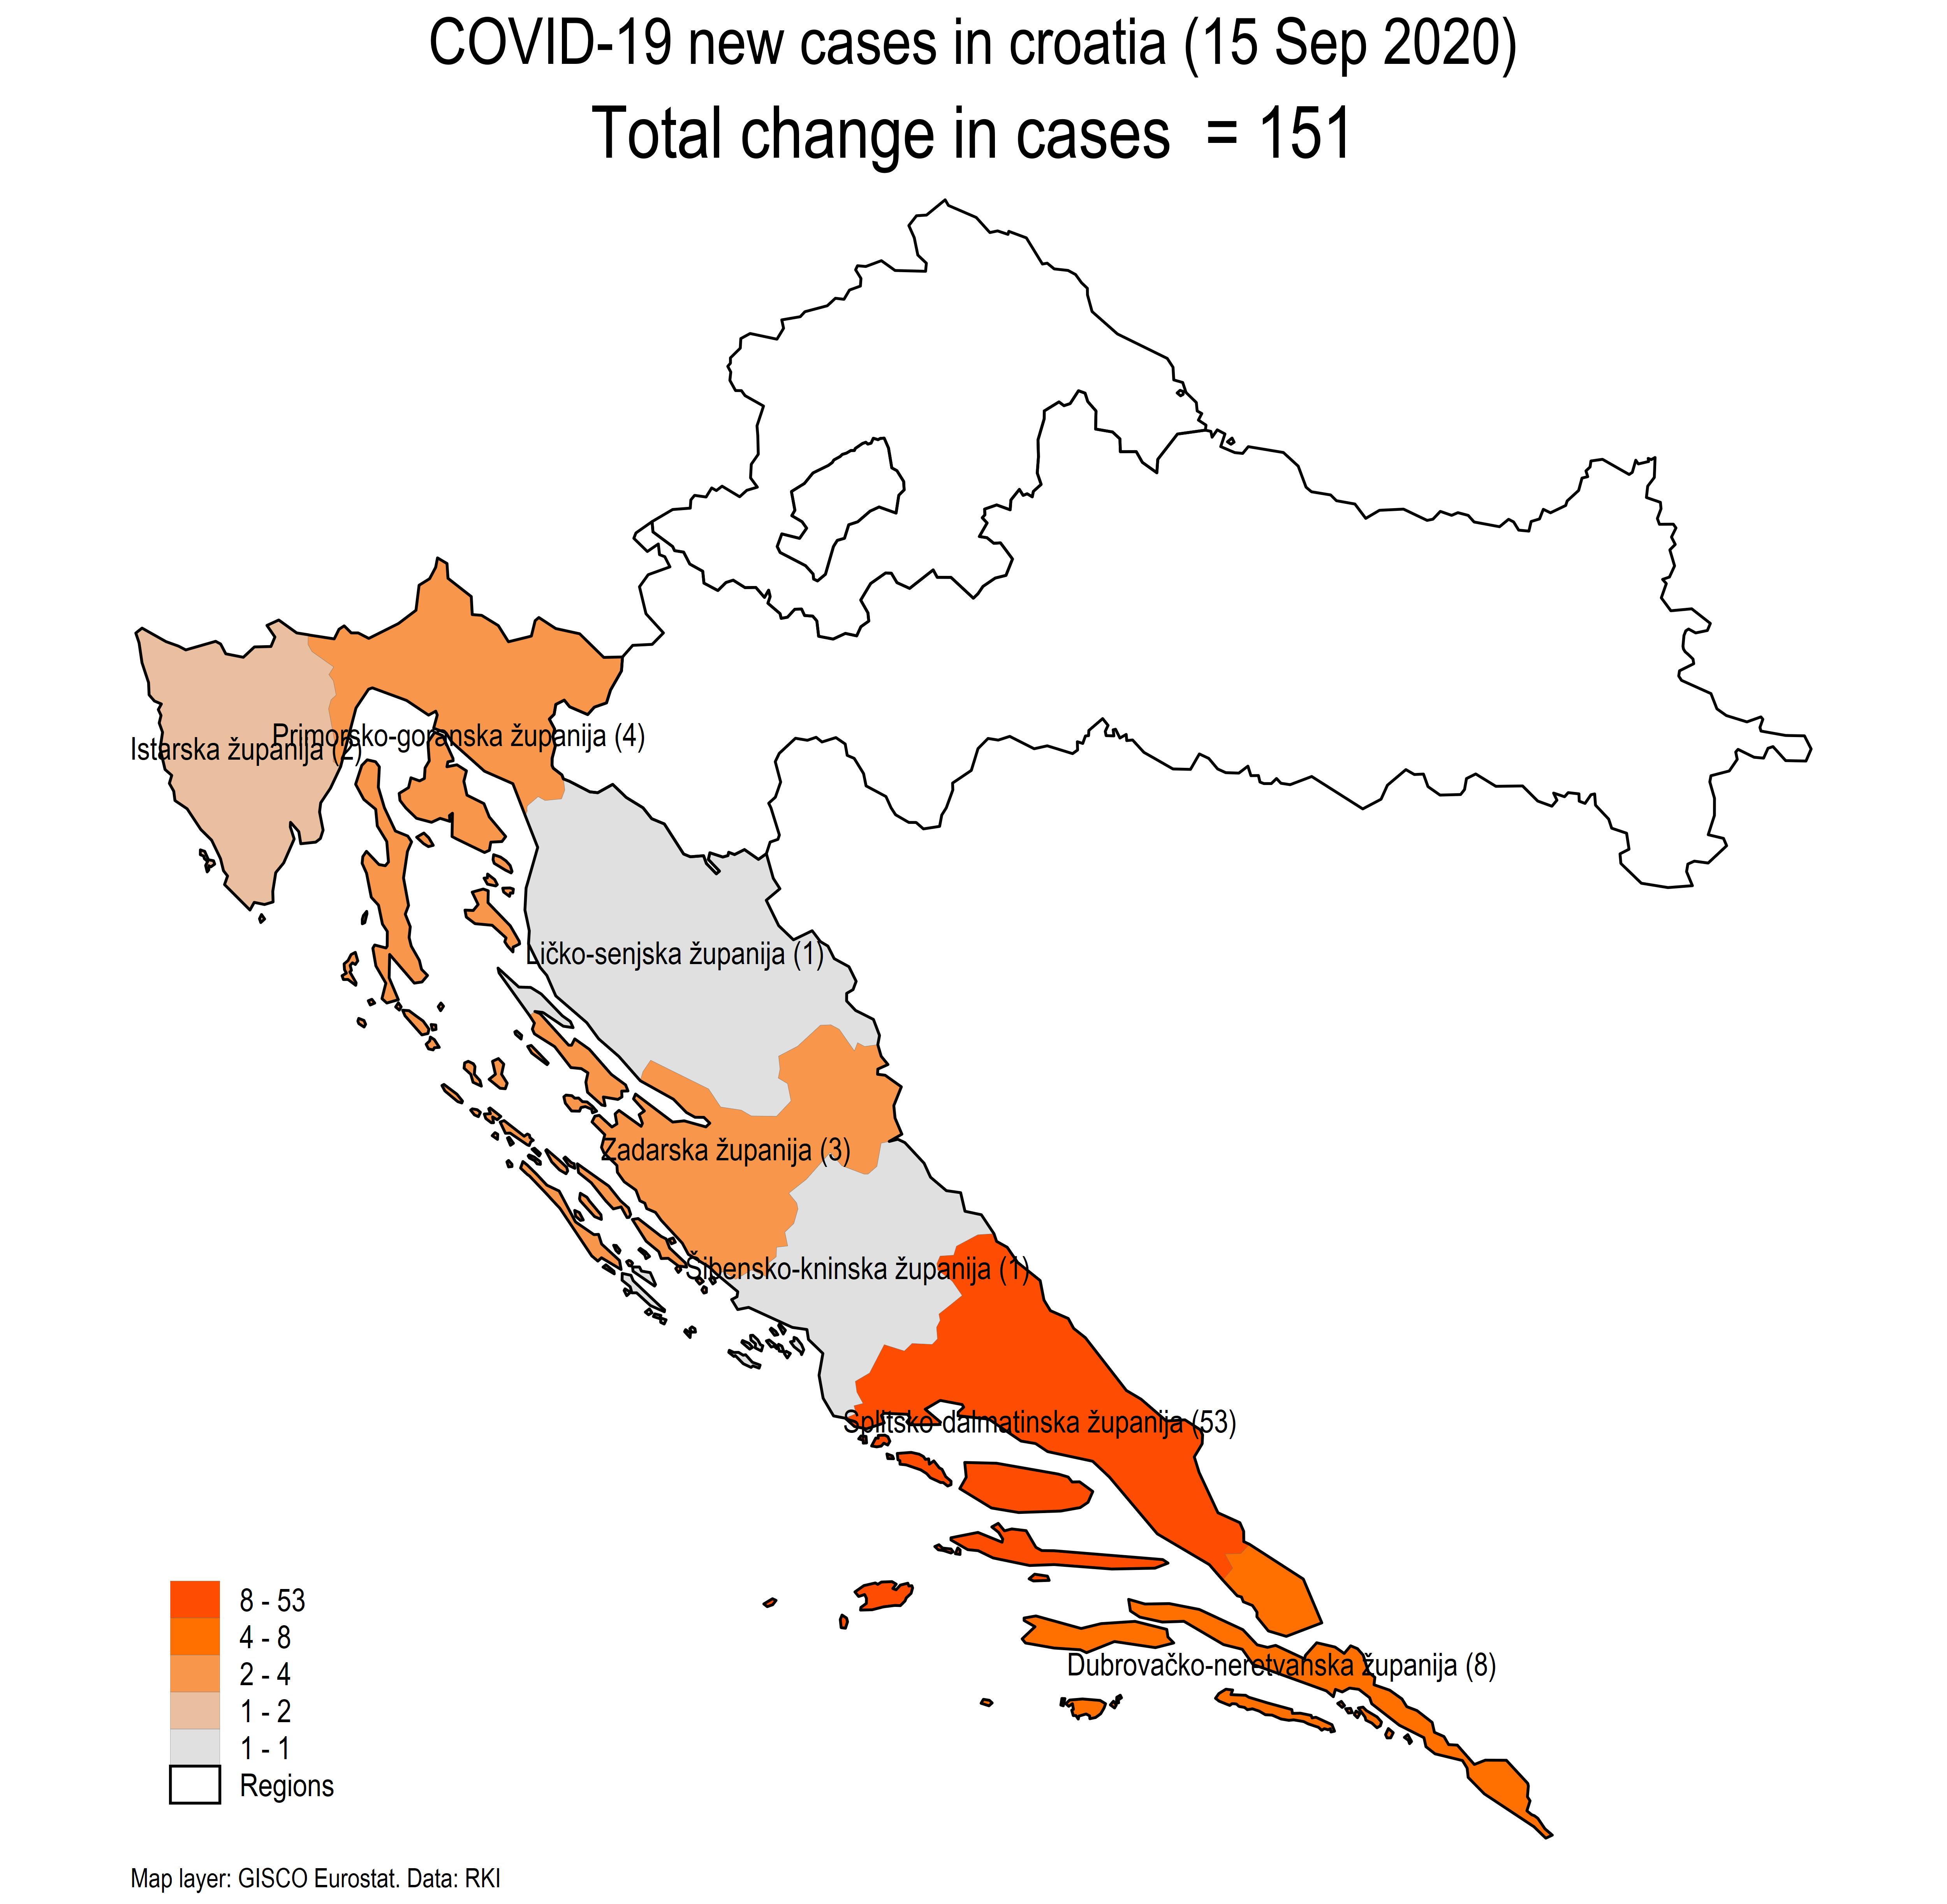 COVID-19 new cases in croatia (15 Sep 2020)
Total change in cases  = 151
Primorsko-goranska županija (4)
Istarska županija (2)
Ličko-senjska županija (1)
Zadarska županija (3)
Šibensko-kninska županija (1)
Splitsko-dalmatinska županija (53)
Dubrovačko-neretvanska županija (8)
8 - 53
4 - 8
2 - 4
1 - 2
1 - 1
Regions
Map layer: GISCO Eurostat. Data: RKI